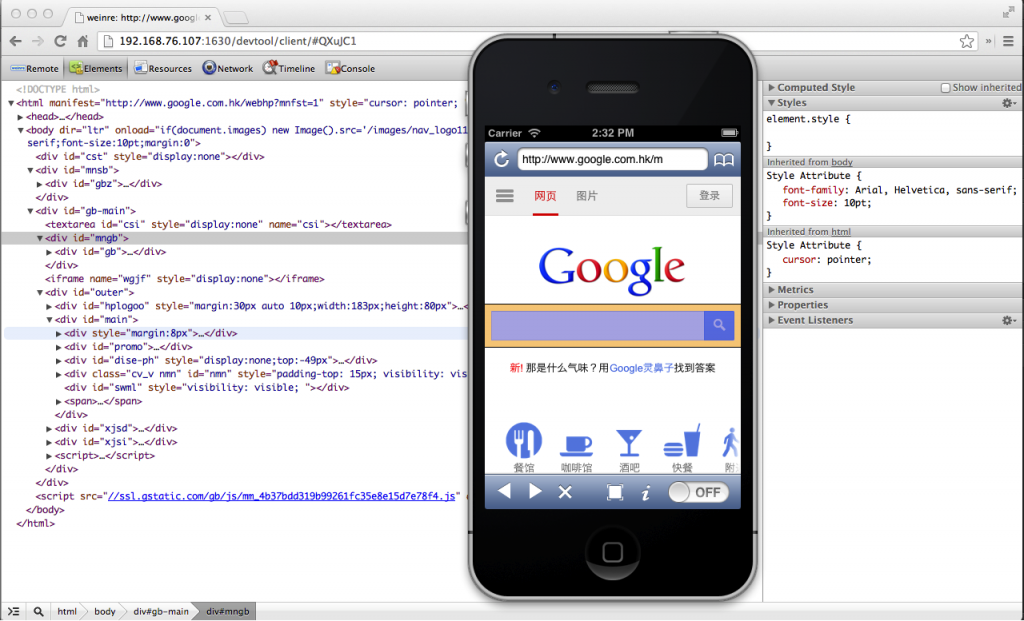 weinre: http://www.goog
192.168.76.107:1630/devtool/client/#QXuJC1
Remote Elements Resources Network Timeline Console
<!DOCTYPE html>
▼<html manifest="http://www.google.com.hk/webhp?mnfst=1" style="cursor: pointer;
▶<head>…</head>
▼<body dir="ltr" onload="if(document.images) new Image().src='/images/nav_logo11
serif;font-size:10pt;margin:0">
<div id="cst" style="display:none"></div>
▼<div id="mnsb">
▶<div id="gbz">…</div>
</div>
▼<div id="gb-main">
<textarea id="csi" style="display:none" name="csi"></textarea>
▼<div id="mngb">
▶<div id="gb">…</div>
</div>
<iframe name="wgjf" style="display:none"></iframe>
▼<div id="outer">
▶<div id="hplogoo" style="margin:30px auto 10px;width:183px;height:80px">…
▼<div id="main">
▶<div style="margin:8px">…</div>
▶<div id="promo">…</div>
▶<div id="dise-ph" style="display:none;top:-49px">…</div>
▶<div class="cv_v nmn" id="nmn" style="padding-top: 15px; visibility: vis
<div id="swml" style="visibility: visible; "></div>
▶<span>…</span>
</div>
▶<div id="xjsd">…</div>
▶<div id="xjsi">…</div>
▶<script>…</script>
</div>
</div>
<script src="//ssl.gstatic.com/gb/js/mm_4b37bdd319b99261fc35e8e15d7e78f4.js"
</body>
</html>
html body div#gb-main div#mngb
Carrier 2:32 PM
http://www.google.com.hk/m
网页 图片 登录
Google
新! 那是什么气味？用Google灵鼻子找到答案
餐馆 咖啡馆 酒吧 快餐 附
OFF
▶ Computed Style Show inherited
▼ Styles
element.style {
}
Inherited from body
Style Attribute {
font-family: Arial, Helvetica, sans-serif;
font-size: 10pt;
}
Inherited from html
Style Attribute {
cursor: pointer;
}
▶ Metrics
▶ Properties
▶ Event Listeners